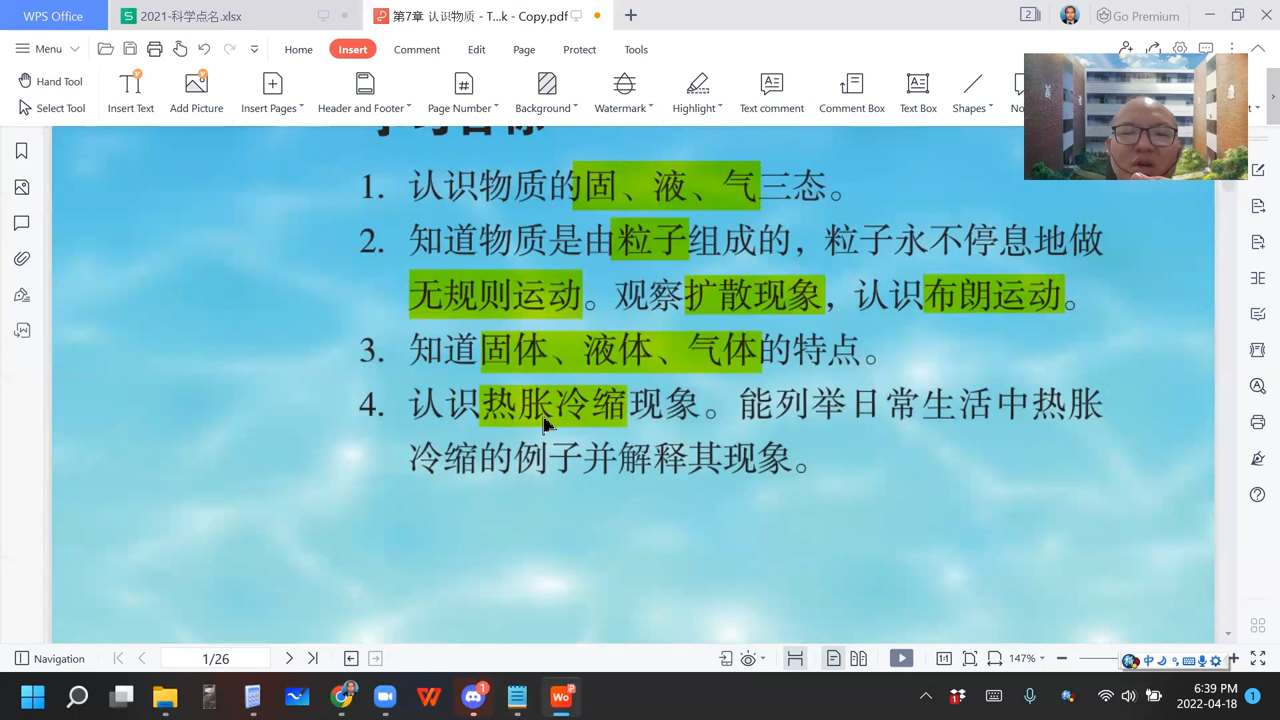 WPS Office
2021-科学点名.xlsx
第7章 认识物质 - T...k - Copy.pdf
2
Go Premium
Menu
Home
Insert
Comment
Edit
Page
Protect
Tools
Hand Tool
Select Tool
Insert Text
Add Picture
Insert Pages
Header and Footer
Page Number
Background
Watermark
Highlight
Text comment
Comment Box
Text Box
Shapes
1. 认识物质的固、液、气三态。
2. 知道物质是由粒子组成的，粒子永不停息地做
无规则运动。观察扩散现象，认识布朗运动。
3. 知道固体、液体、气体的特点。
4. 认识热胀冷缩现象。能列举日常生活中热胀
冷缩的例子并解释其现象。
Navigation
1/26
147%
中
6:39 PM
2022-04-18
1